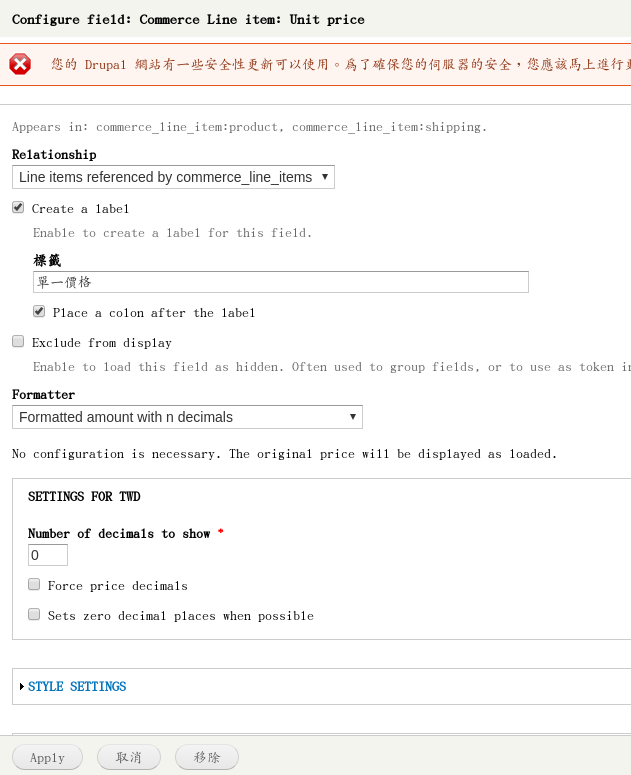 Configure field: Commerce Line item: Unit price
您的 Drupal 網站有一些安全性更新可以使用。為了確保您的伺服器的安全，您應該馬上進行
Appears in: commerce_line_item:product, commerce_line_item:shipping.
Relationship
Line items referenced by commerce_line_items
Create a label
Enable to create a label for this field.
標籤
單一價格
Place a colon after the label
Exclude from display
Enable to load this field as hidden. Often used to group fields, or to use as token in
Formatter
Formatted amount with n decimals
No configuration is necessary. The original price will be displayed as loaded.
SETTINGS FOR TWD
Number of decimals to show *
0
Force price decimals
Sets zero decimal places when possible
STYLE SETTINGS
Apply 取消 移除